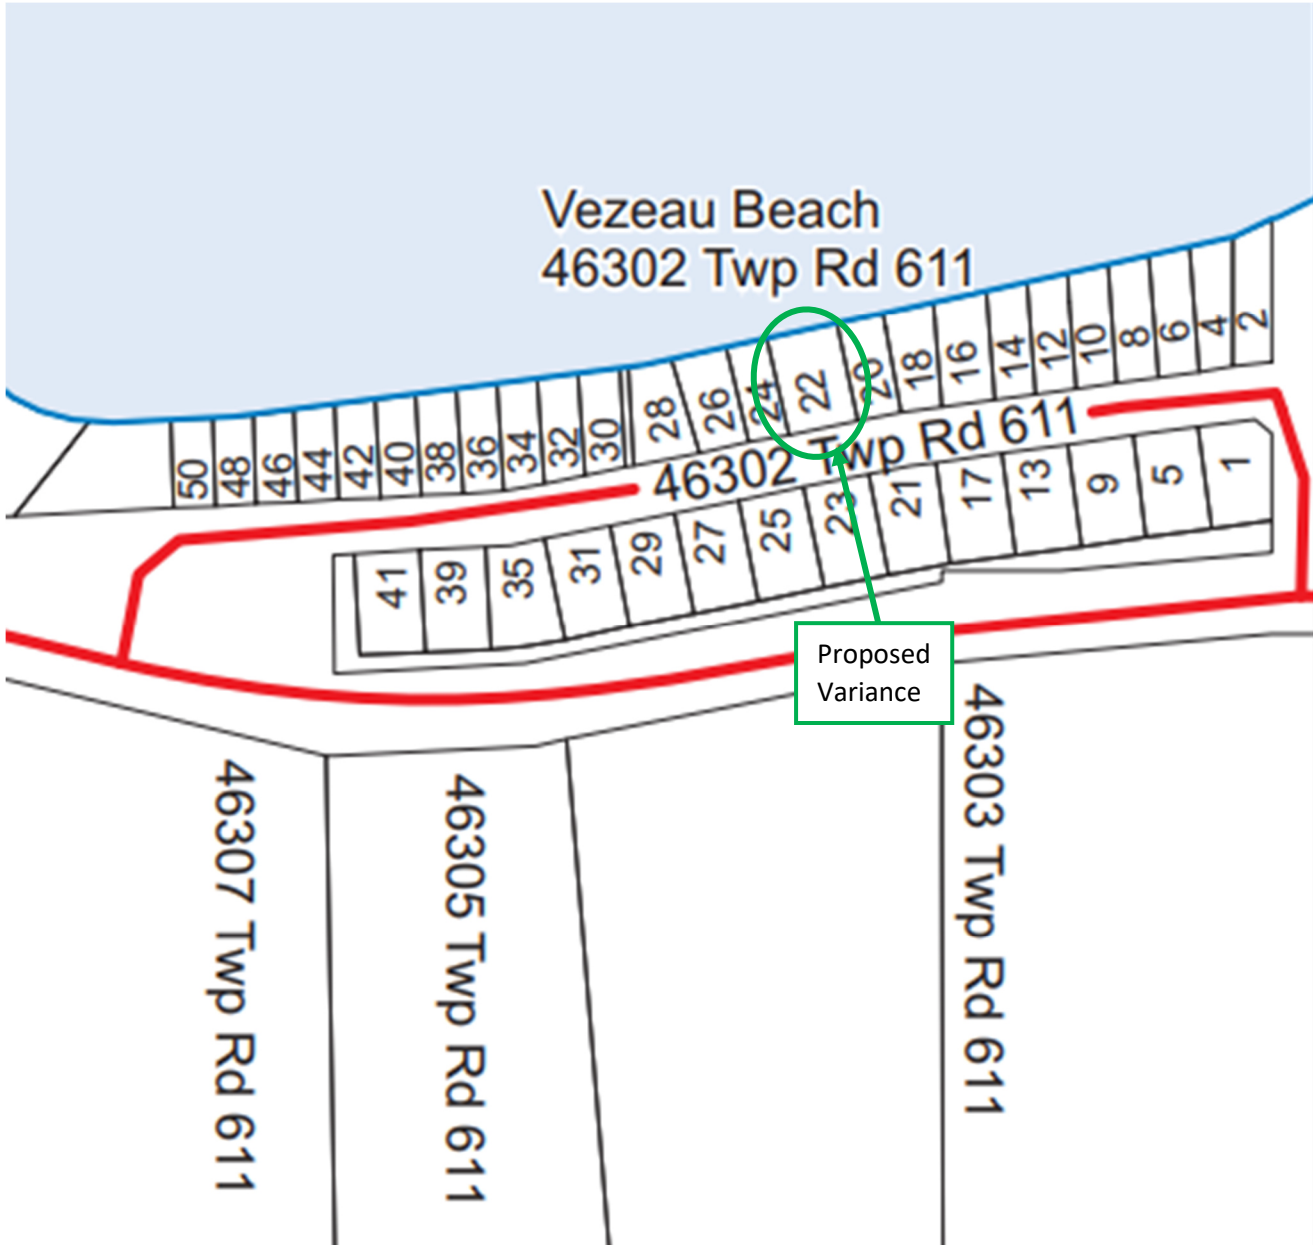 Vezeau Beach
46302 Twp Rd 611
50 48 46 44 42 40 38 36 34 32 30 28 26 24 22 20 18 16 14 12 10 8 6 4 2
46302 Twp Rd 611
41 39 35 31 29 27 25 23 21 17 13 9 5 1
Proposed
Variance
46307 Twp Rd 611
46305 Twp Rd 611
46303 Twp Rd 611